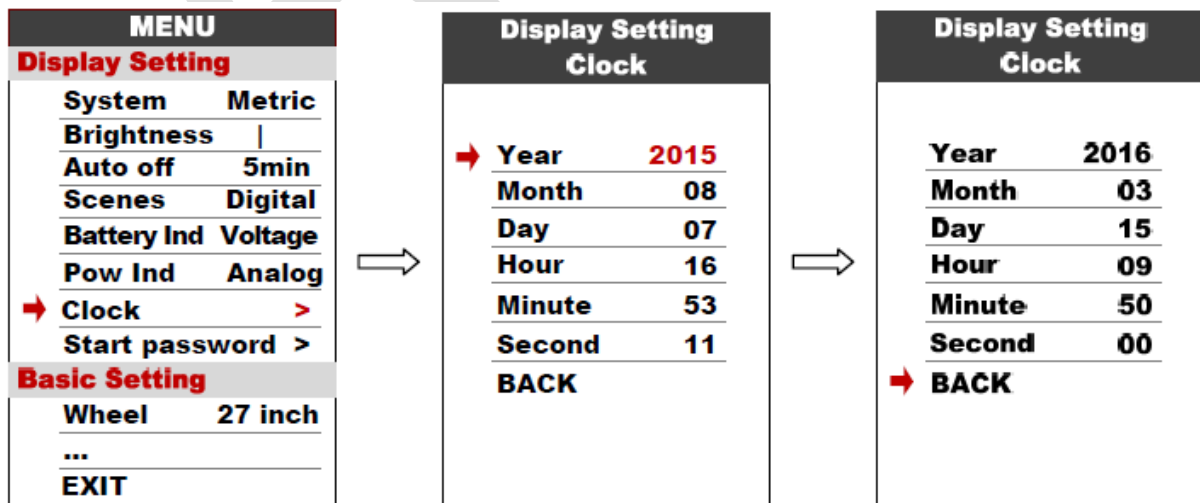 MENU
Display Setting
System Metric
Brightness |
Auto off 5min
Scenes Digital
Battery Ind Voltage
Pow Ind Analog
Clock >
Start password >
Basic Setting
Wheel 27 inch
...
EXIT
Display Setting
Clock
Year 2015
Month 08
Day 07
Hour 16
Minute 53
Second 11
BACK
Display Setting
Clock
Year 2016
Month 03
Day 15
Hour 09
Minute 50
Second 00
BACK